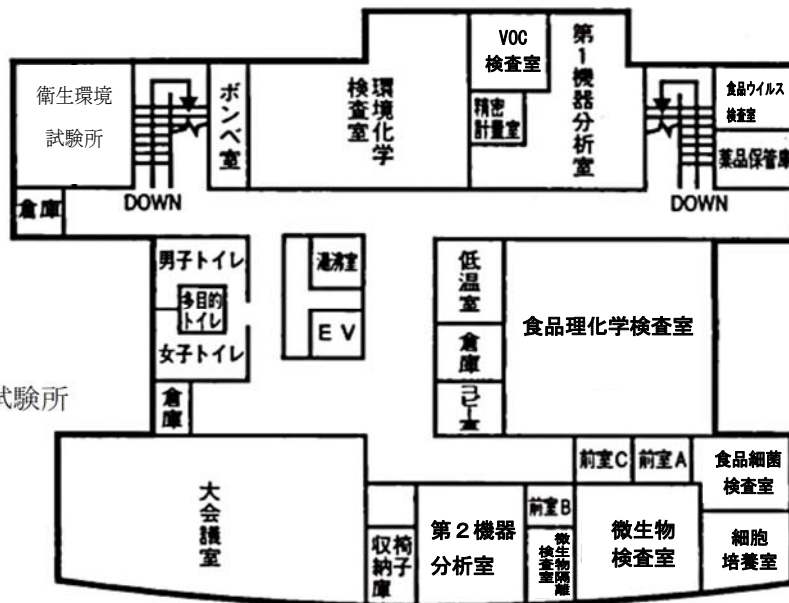 衛生環境
試験所
倉庫
DOWN
ボンベ室
環境化学
検査室
VOC
検査室
精密
計量室
第1機器分析室
DOWN
食品ウイルス
検査室
薬品保管庫
男子トイレ
多目的
トイレ
女子トイレ
倉庫
湯沸室
EV
低温室
倉庫
コピー室
食品理化学検査室
試験所
大会議室
椅子
収納庫
第2機器
分析室
前室B
微生物隔離
検査室
前室C
前室A
微生物
検査室
食品細菌
検査室
細胞
培養室